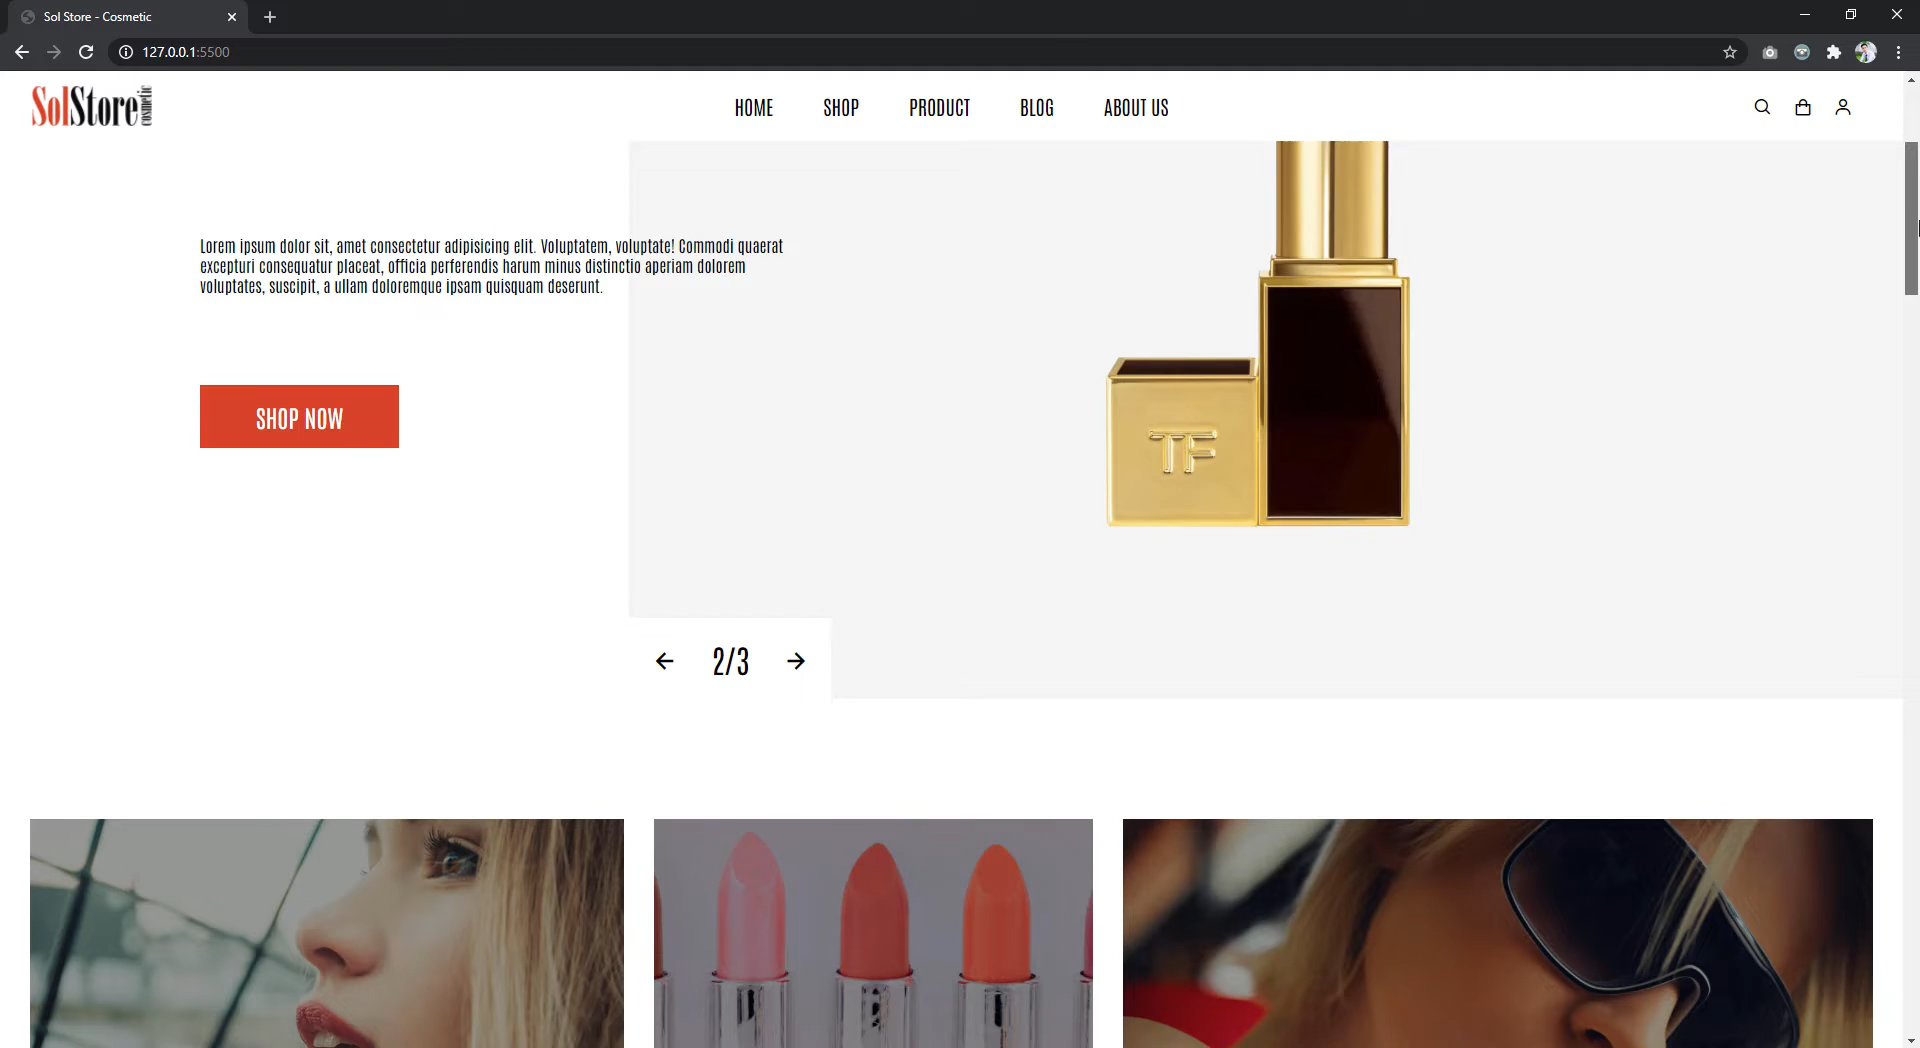 Sol Store - Cosmetic
127.0.0.1:5500
SolStore cosmetic
HOME SHOP PRODUCT BLOG ABOUT US
Lorem ipsum dolor sit, amet consectetur adipisicing elit. Voluptatem, voluptate! Commodi quaerat
excepturi consequatur placeat, officia perferendis harum minus distinctio aperiam dolorem
voluptates, suscipit, a ullam doloremque ipsam quisquam deserunt.
SHOP NOW
TF
2/3